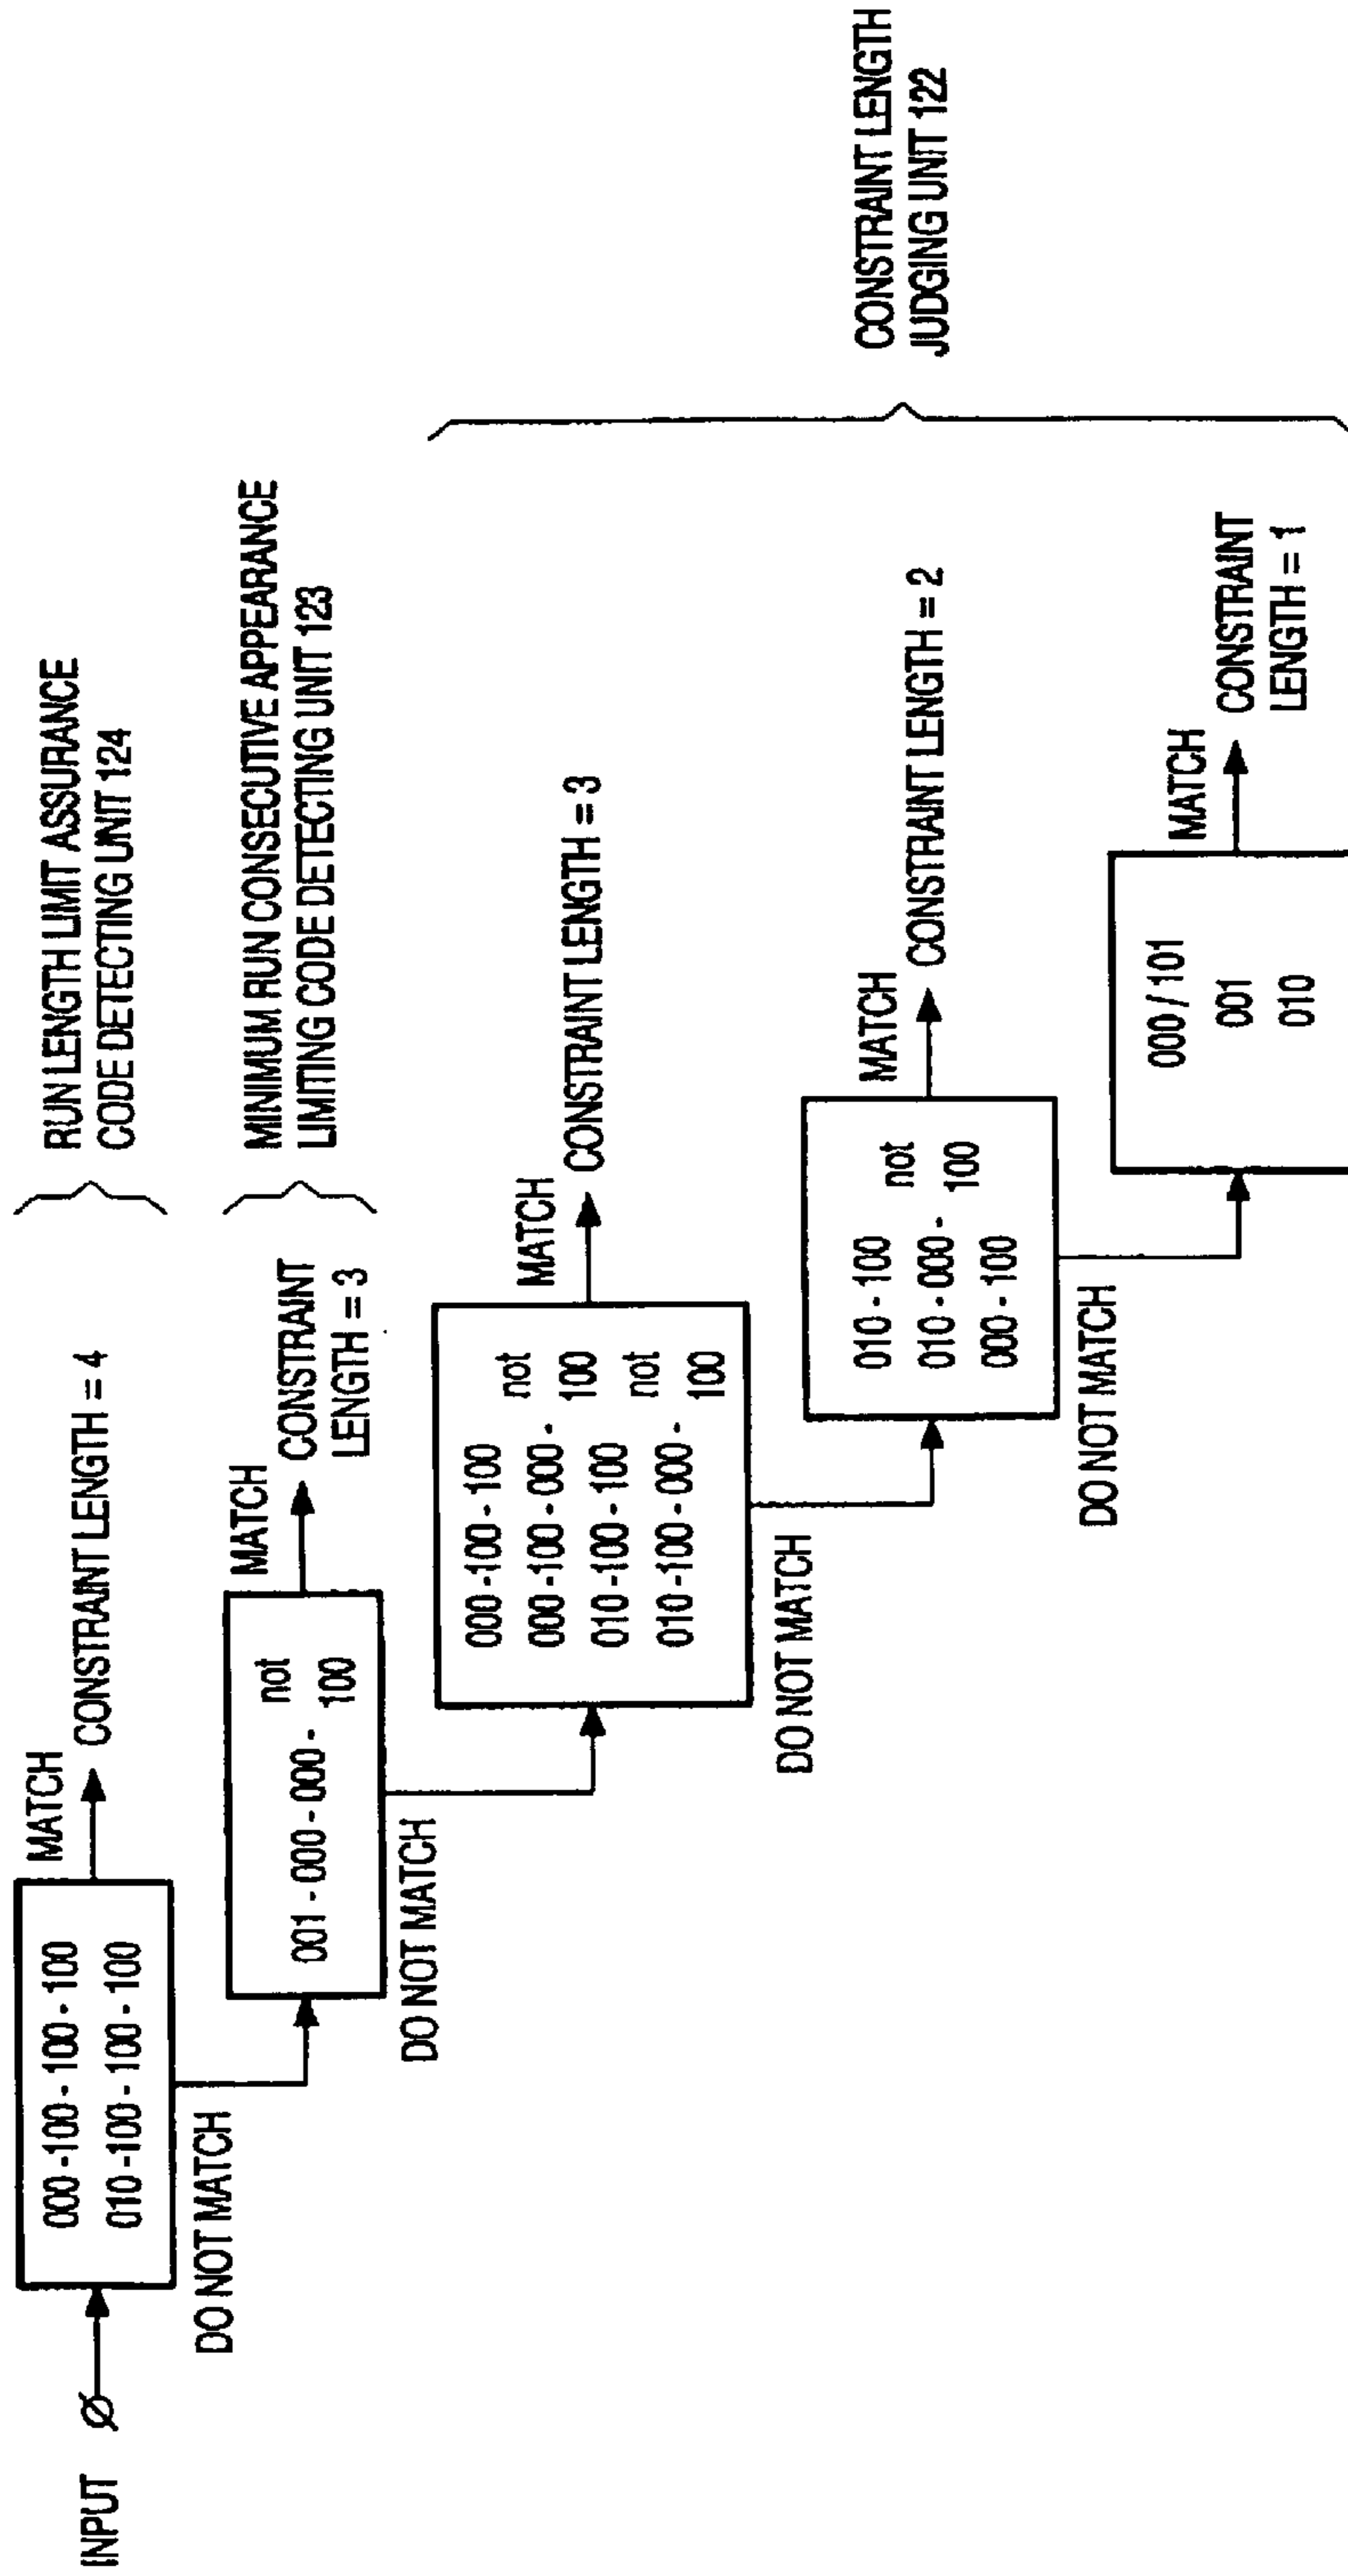 INPUT
000 - 100 - 100 - 100
010 - 100 - 100 - 100
MATCH
CONSTRAINT LENGTH = 4
RUN LENGTH LIMIT ASSURANCE
CODE DETECTING UNIT 124
DO NOT MATCH
not
001 - 000 - 000 - 100
MATCH
CONSTRAINT
LENGTH = 3
MINIMUM RUN CONSECUTIVE APPEARANCE
LIMITING CODE DETECTING UNIT 123
DO NOT MATCH
000 - 100 - 100
not
000 - 100 - 000 - 100
010 - 100 - 100
not
010 - 100 - 000 - 100
MATCH
CONSTRAINT LENGTH = 3
DO NOT MATCH
010 - 100
not
010 - 000 - 100
000 - 100
MATCH
CONSTRAINT LENGTH = 2
DO NOT MATCH
000 / 101
001
010
MATCH
CONSTRAINT
LENGTH = 1
CONSTRAINT LENGTH
JUDGING UNIT 122